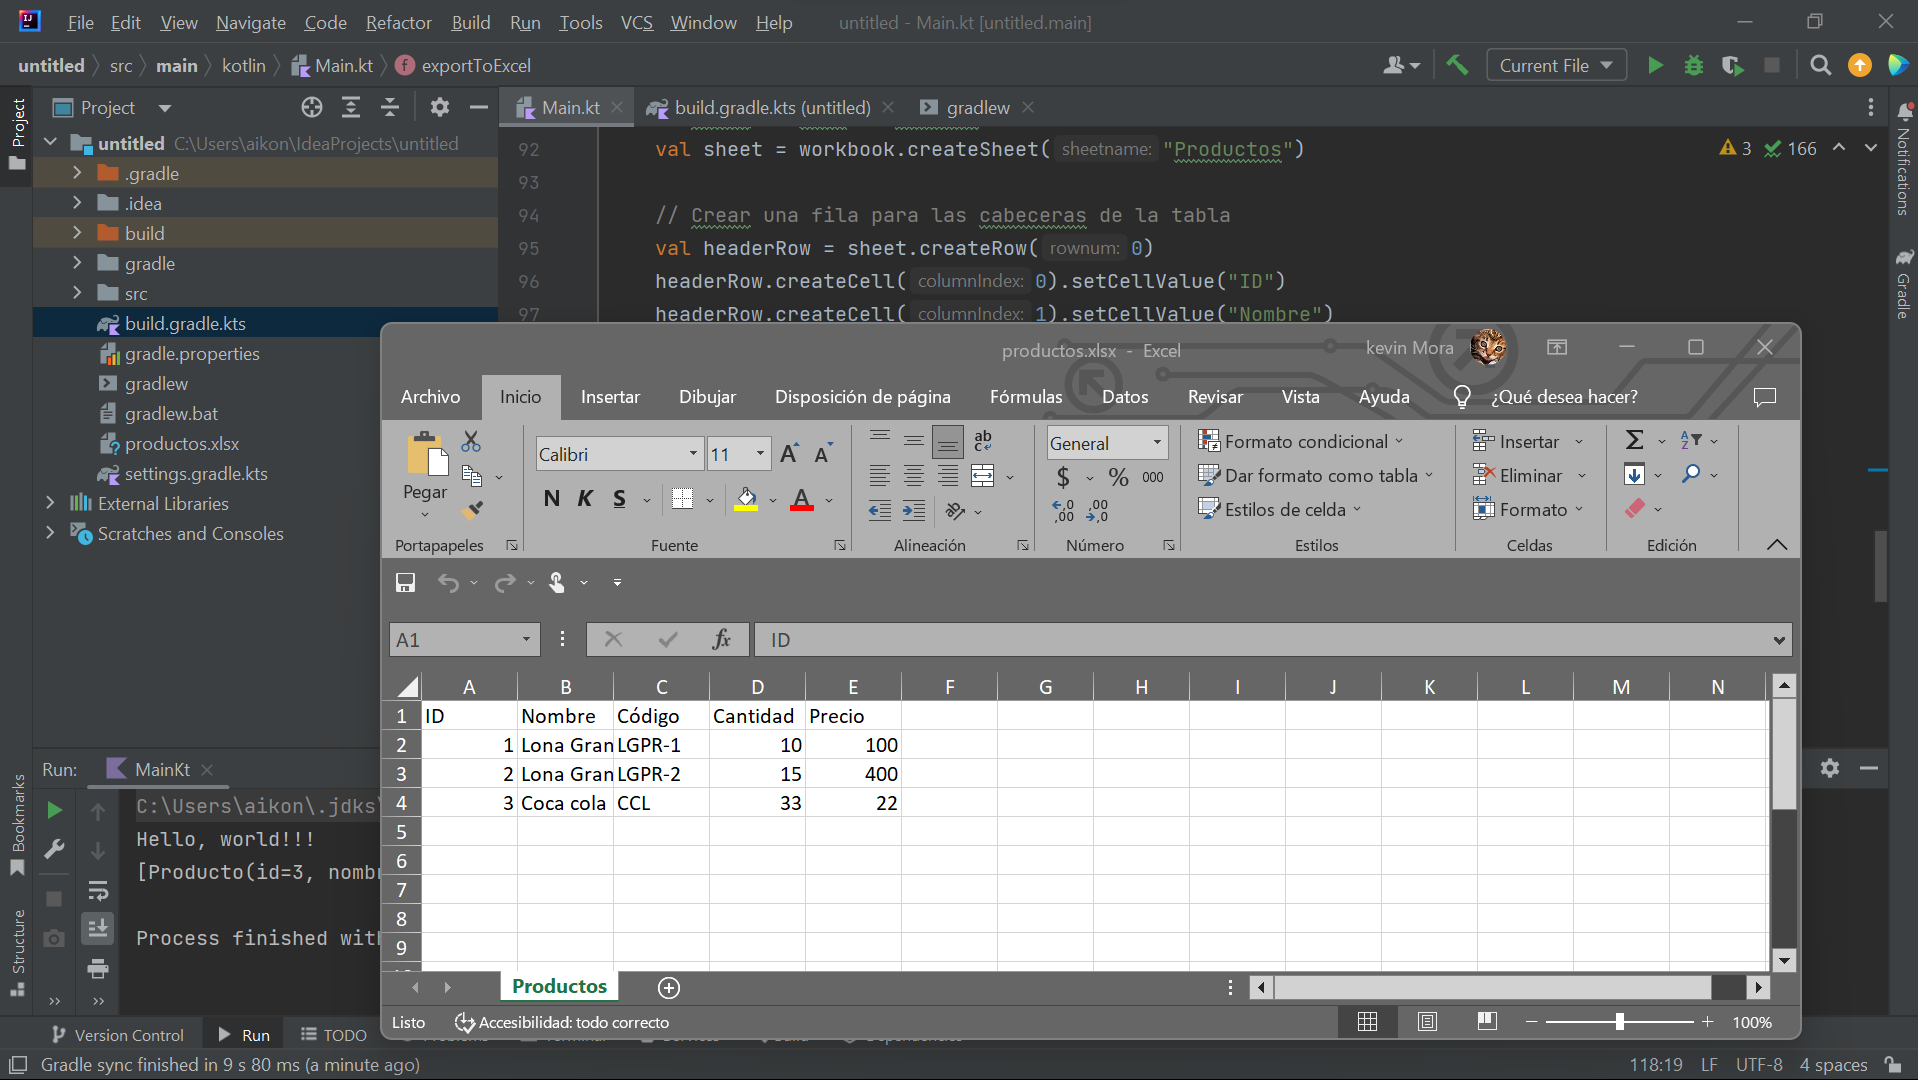 File Edit View Navigate Code Refactor Build Run Tools VCS Window Help untitled - Main.kt [untitled.main]
untitled src main kotlin Main.kt exportToExcel Current File
Project Main.kt build.gradle.kts (untitled) gradlew
Project
Notifications
Gradle
Bookmarks
Structure
untitled C:\Users\aikon\IdeaProjects\untitled
.gradle
.idea
build
gradle
src
build.gradle.kts
gradle.properties
gradlew
gradlew.bat
productos.xlsx
settings.gradle.kts
External Libraries
Scratches and Consoles
92 val sheet = workbook.createSheet( sheetname: "Productos") 3 166
93
94 // Crear una fila para las cabeceras de la tabla
95 val headerRow = sheet.createRow( rownum: 0)
96 headerRow.createCell( columnIndex: 0).setCellValue("ID")
97 headerRow.createCell( columnIndex: 1).setCellValue("Nombre")
productos.xlsx - Excel kevin Mora
Archivo Inicio Insertar Dibujar Disposición de página Fórmulas Datos Revisar Vista Ayuda ¿Qué desea hacer?
Pegar
Calibri 11
N K S
ab
General
$ % 000
Formato condicional
Dar formato como tabla
Estilos de celda
Insertar
Eliminar
Formato
Portapapeles Fuente Alineación Número Estilos Celdas Edición
A1 fx ID
A B C D E F G H I J K L M N
1 ID Nombre Código Cantidad Precio
2 1 Lona Gran LGPR-1 10 100
3 2 Lona Gran LGPR-2 15 400
4 3 Coca cola CCL 33 22
5
6
7
8
9
Productos
Listo Accesibilidad: todo correcto 100%
Run: MainKt
C:\Users\aikon\.jdks
Hello, world!!!
[Producto(id=3, nombr
Process finished wit
Version Control Run TODO
Gradle sync finished in 9 s 80 ms (a minute ago) 118:19 LF UTF-8 4 spaces